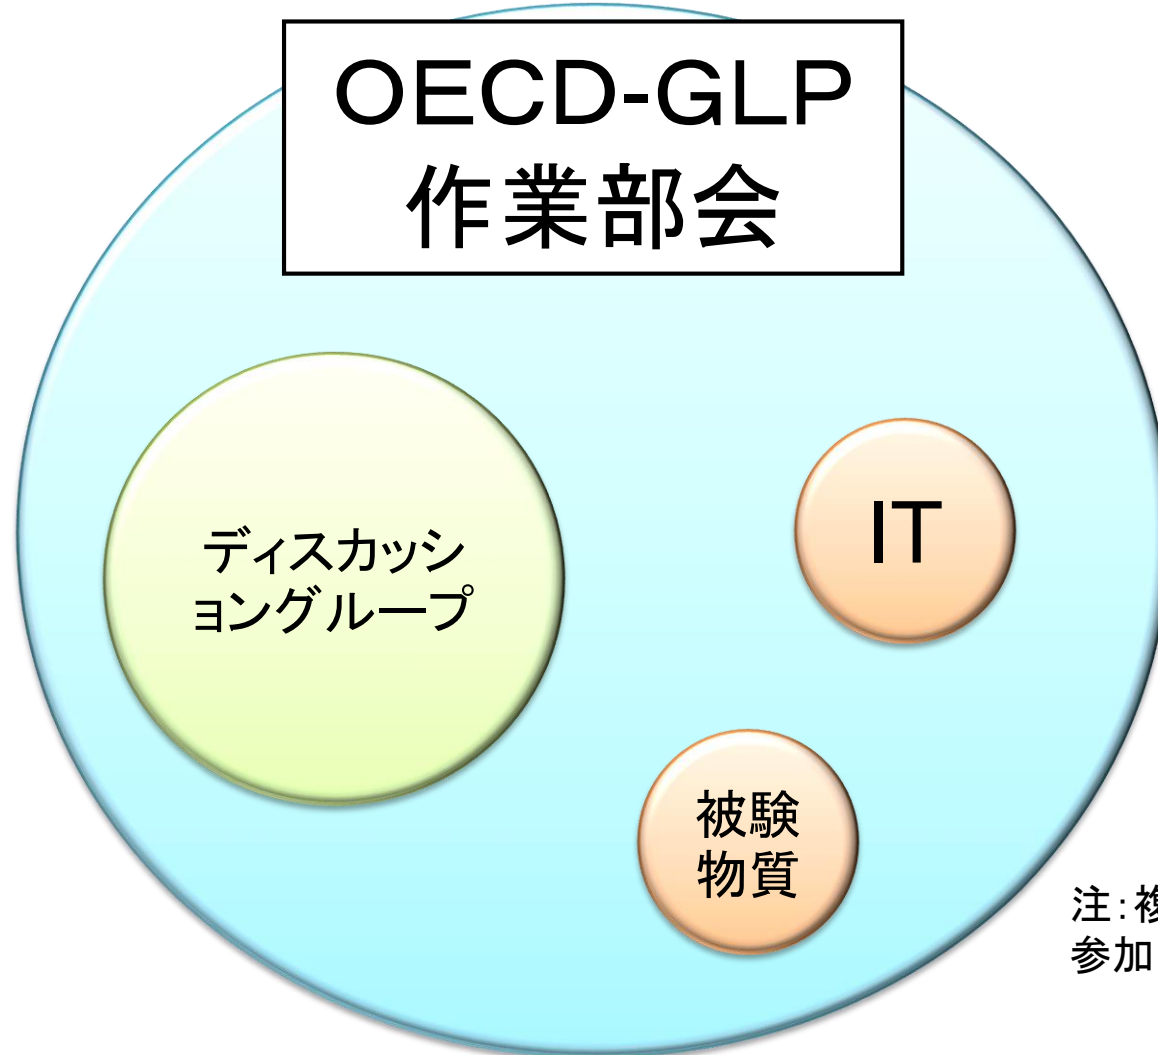 OECD-GLP
作業部会
ディスカッシ
ョングループ
IT
被験
物質
注:複
参加